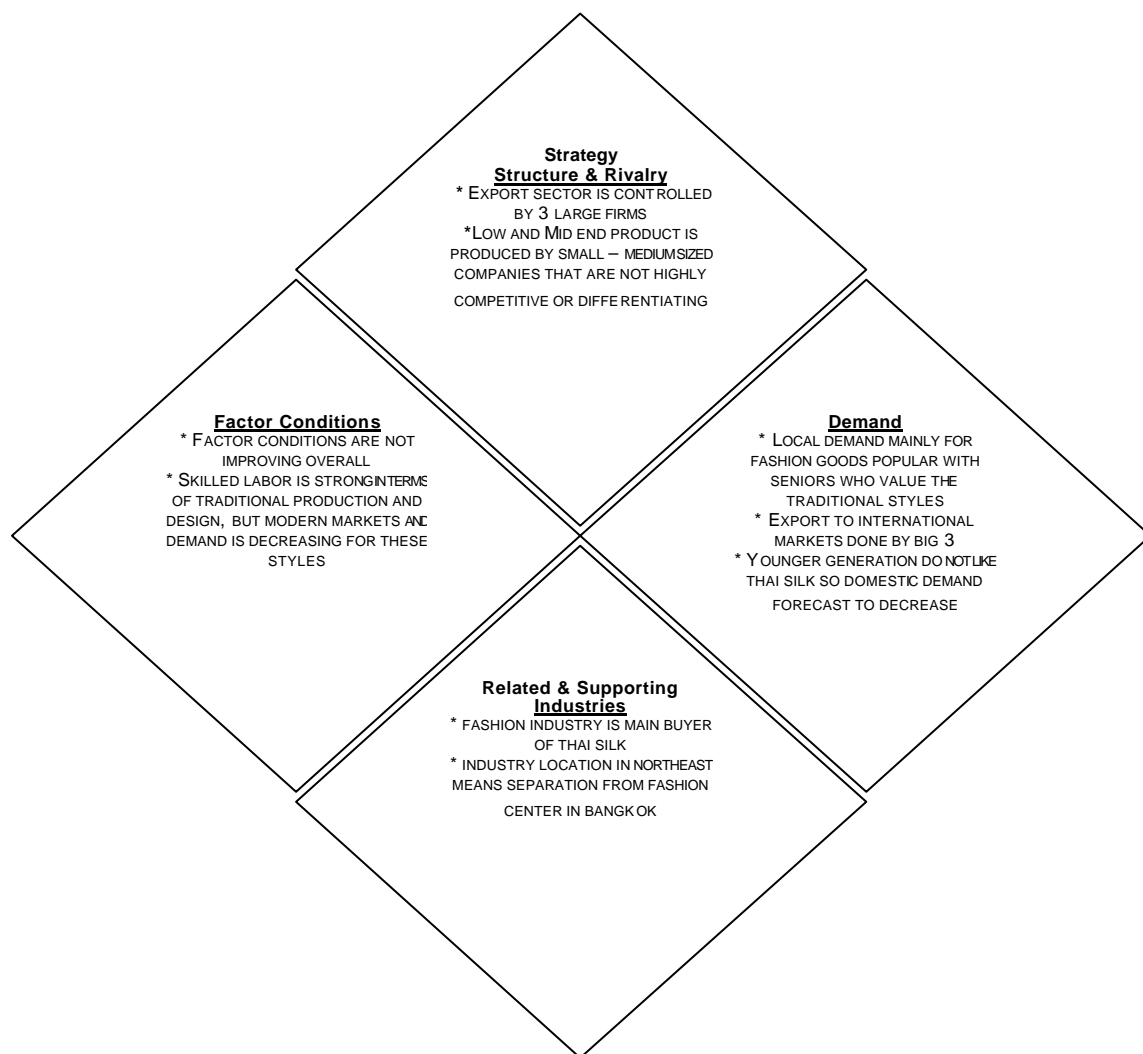 Strategy
Structure & Rivalry
* EXPORT SECTOR IS CONTROLLED
BY 3 LARGE FIRMS
*LOW AND MID END PRODUCT IS
PRODUCED BY SMALL – MEDIUMSIZED
COMPANIES THAT ARE NOT HIGHLY
COMPETITIVE OR DIFFERENTIATING
Factor Conditions
* FACTOR CONDITIONS ARE NOT
IMPROVING OVERALL
* SKILLED LABOR IS STRONGINTERMS
OF TRADITIONAL PRODUCTION AND
DESIGN, BUT MODERN MARKETS AND
DEMAND IS DECREASING FOR THESE
STYLES
Demand
* LOCAL DEMAND MAINLY FOR
FASHION GOODS POPULAR WITH
SENIORS WHO VALUE THE
TRADITIONAL STYLES
* EXPORT TO INTERNATIONAL
MARKETS DONE BY BIG 3
* YOUNGER GENERATION DO NOTLIKE
THAI SILK SO DOMESTIC DEMAND
FORECAST TO DECREASE
Related & Supporting
Industries
* FASHION INDUSTRY IS MAIN BUYER
OF THAI SILK
* INDUSTRY LOCATION IN NORTHEAST
MEANS SEPARATION FROM FASHION
CENTER IN BANGKOK